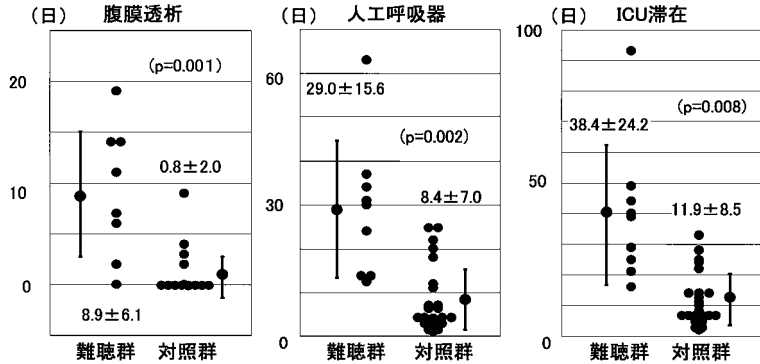 (日) 腹膜透析
20
10
0
(p=0.001)
0.8±2.0
8.9±6.1
難聴群 対照群
(日) 人工呼吸器
60
30
0
29.0±15.6
(p=0.002)
8.4±7.0
難聴群 対照群
(日) ICU滞在
100
50
0
(p=0.008)
38.4±24.2
11.9±8.5
難聴群 対照群